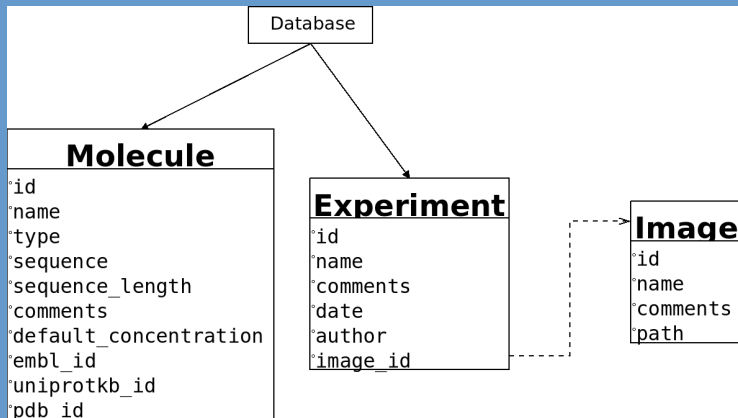 Database
Molecule
id
name
type
sequence
sequence_length
comments
default_concentration
embl_id
uniprotkb_id
pdb_id
Experiment
id
name
comments
date
author
image_id
Image
id
name
comments
path